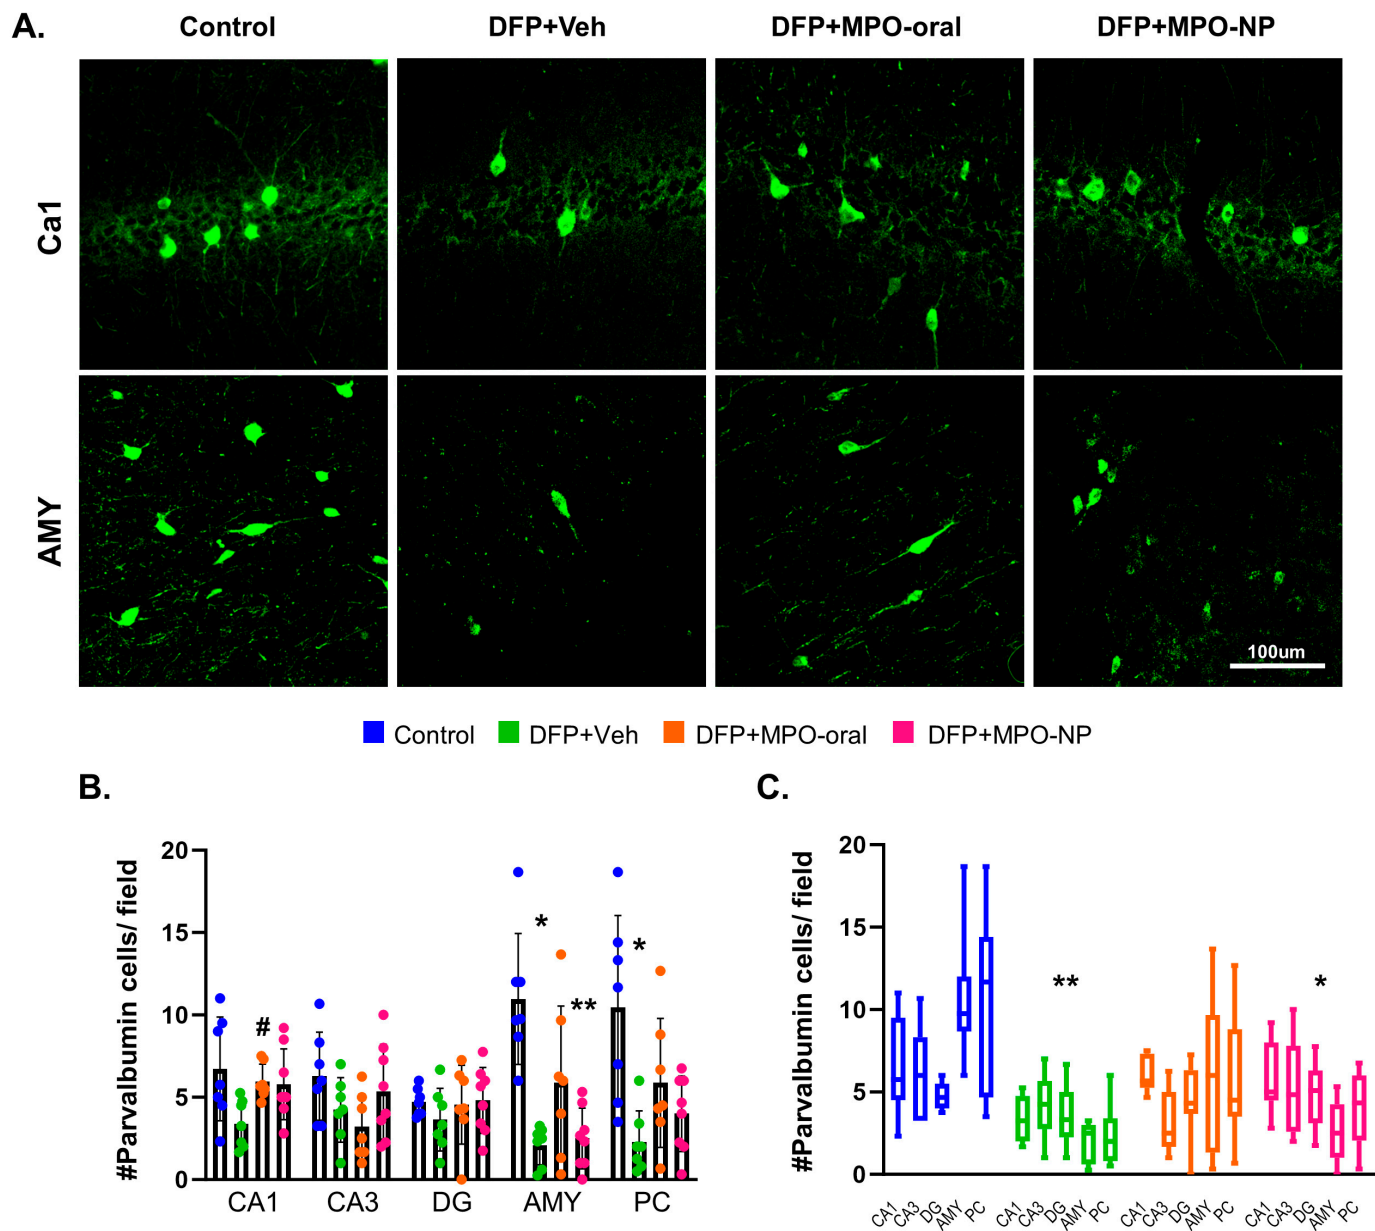 A.
Control DFP+Veh DFP+MPO-oral DFP+MPO-NP
Ca1
AMY
100um
Control DFP+Veh DFP+MPO-oral DFP+MPO-NP
B.
#Parvalbumin cells/ field
20
15
10
5
0
#
*
**
*
CA1 CA3 DG AMY PC
C.
#Parvalbumin cells/ field
20
15
10
5
0
**
*
CA1 CA3 DG AMY PC CA1 CA3 DG AMY PC CA1 CA3 DG AMY PC CA1 CA3 DG AMY PC